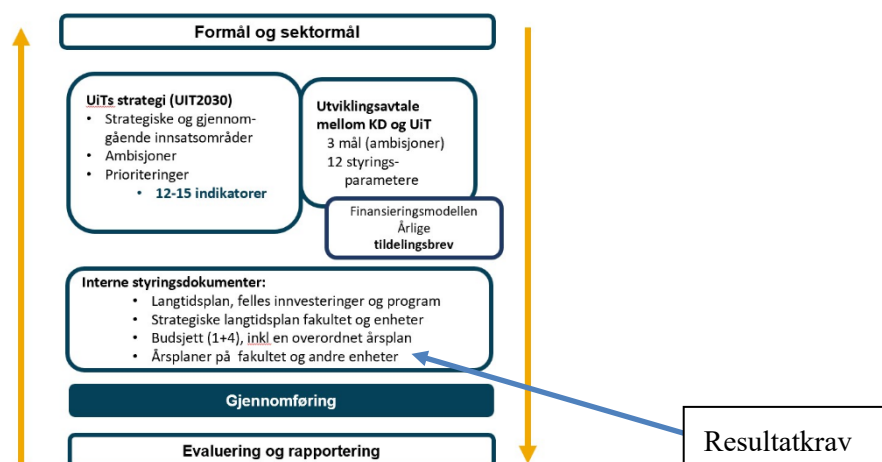 Formål og sektormål
UiTs strategi (UIT2030)
• Strategiske og gjennom-
gående innsatsområder
• Ambisjoner
• Prioriteringer
• 12-15 indikatorer
Utviklingsavtale
mellom KD og UiT
3 mål (ambisjoner)
12 styrings-
parametere
Finansieringsmodellen
Årlige
tildelingsbrev
Interne styringsdokumenter:
• Langtidsplan, felles innvesteringer og program
• Strategiske langtidsplan fakultet og enheter
• Budsjett (1+4), inkl en overordnet årsplan
• Årsplaner på fakultet og andre enheter
Gjennomføring
Evaluering og rapportering
Resultatkrav